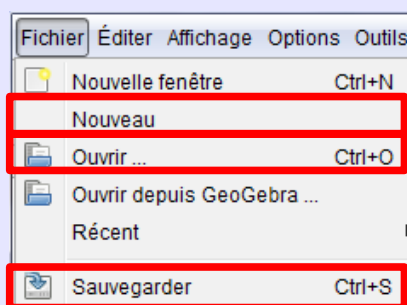 Fichier Éditer Affichage Options Outils
Nouvelle fenêtre Ctrl+N
Nouveau
Ouvrir ... Ctrl+O
Ouvrir depuis GeoGebra ...
Récent
Sauvegarder Ctrl+S